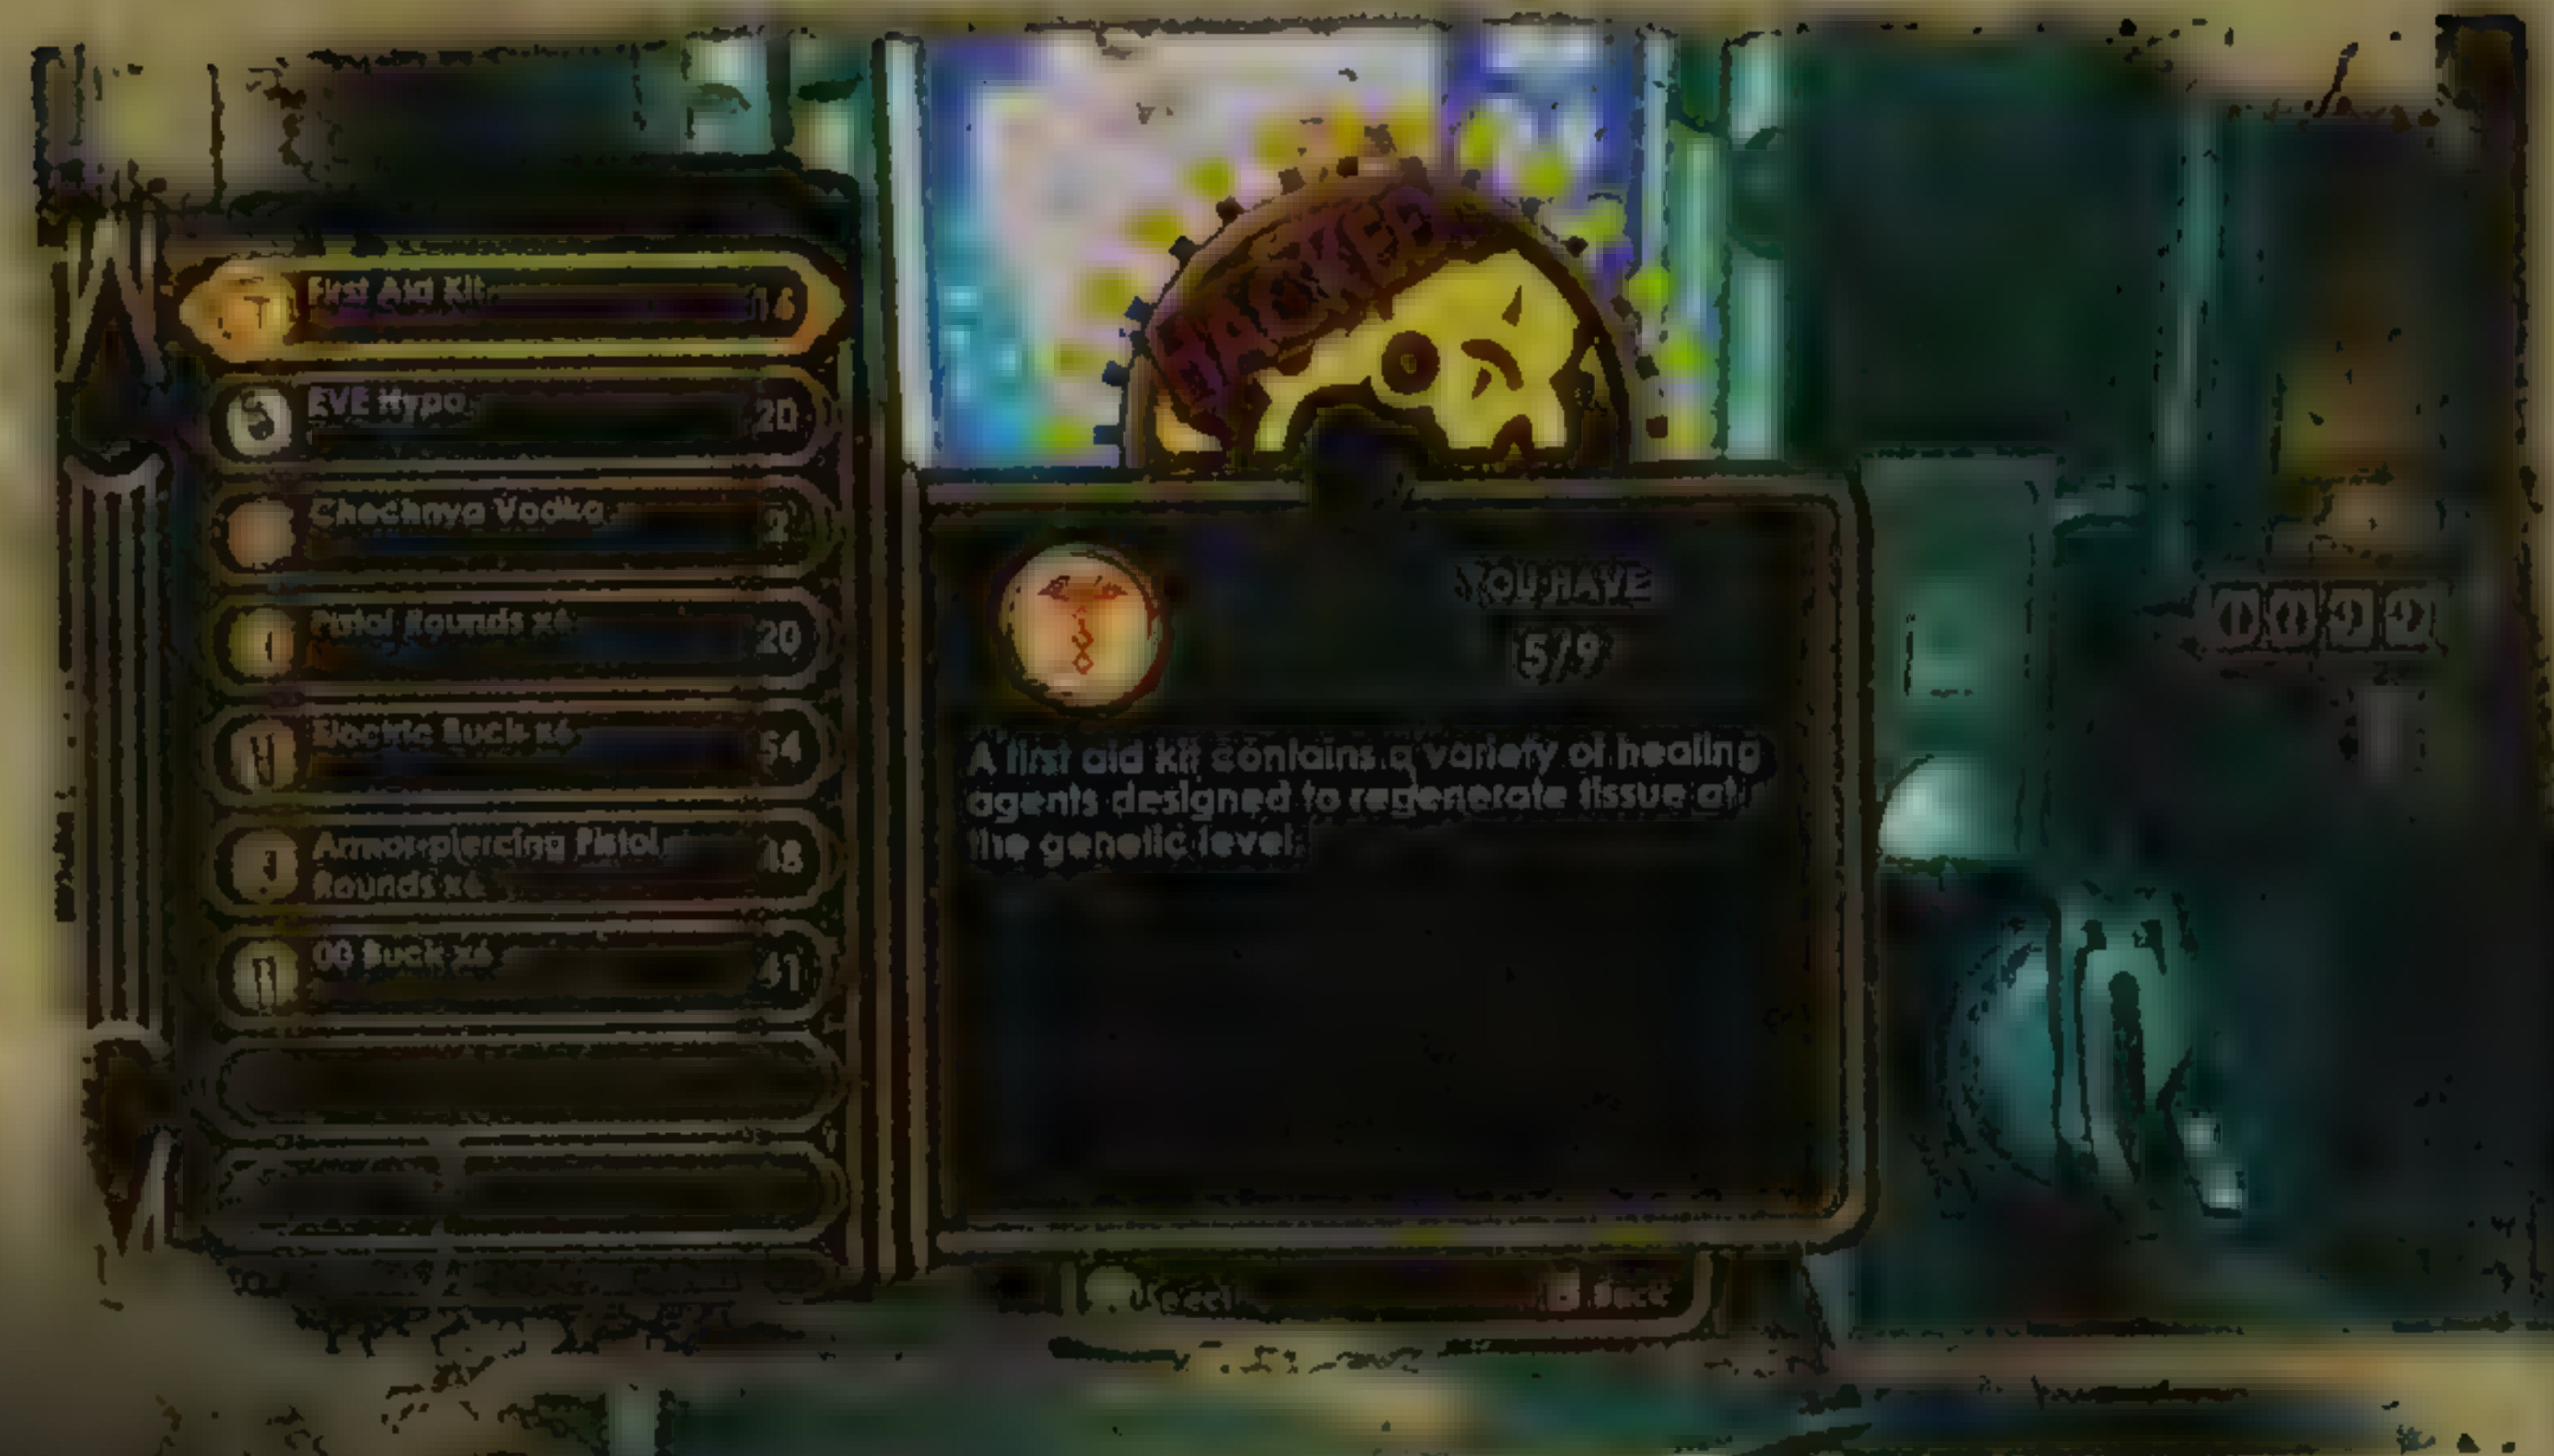 HACKED
First Aid Kit
16
EVE Hypo
20
Chechnya Vodka
Pistol Rounds x6
20
Electric Buck x6
54
Armor-piercing Pistol
Rounds x6
48
00 Buck x6
41
YOU HAVE
5/9
A first aid kit contains a variety of healing
agents designed to regenerate tissue at
the genetic level.
Select
Back